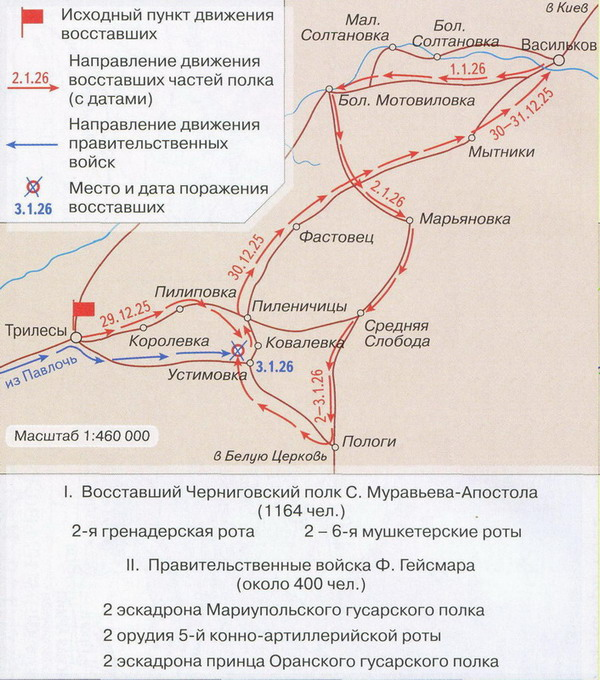 Исходный пункт движения
восставших
2.1.26
Направление движения
восставших частей полка
(с датами)
Направление движения
правительственных
войск
3.1.26
Место и дата поражения
восставших
в Киев
Мал.
Солтановка
Бол.
Солтановка
Васильков
1.1.26
Бол. Мотовиловка
30–31.12.25
Мытники
2.1.26
Марьяновка
Фастовец
30.12.25
Пилиповка
29.12.25
Пиленичицы
Трилесы
Королевка
Ковалевка
Средняя
Слобода
из Павлочь
Устимовка
3.1.26
2–3.1.26
Масштаб 1:460 000
в Белую Церковь
Пологи
I. Восставший Черниговский полк С. Муравьева-Апостола
(1164 чел.)
2-я гренадерская рота 2 – 6-я мушкетерские роты
II. Правительственные войска Ф. Гейсмара
(около 400 чел.)
2 эскадрона Мариупольского гусарского полка
2 орудия 5-й конно-артиллерийской роты
2 эскадрона принца Оранского гусарского полка